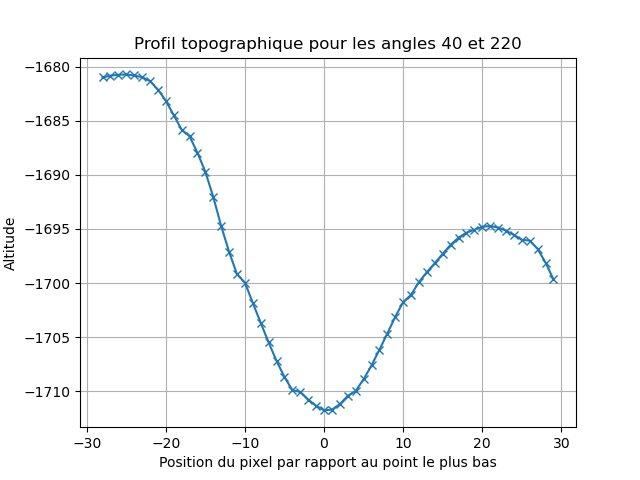 Profil topographique pour les angles 40 et 220
−1680
−1685
−1690
−1695
−1700
−1705
−1710
Altitude
−30 −20 −10 0 10 20 30
Position du pixel par rapport au point le plus bas